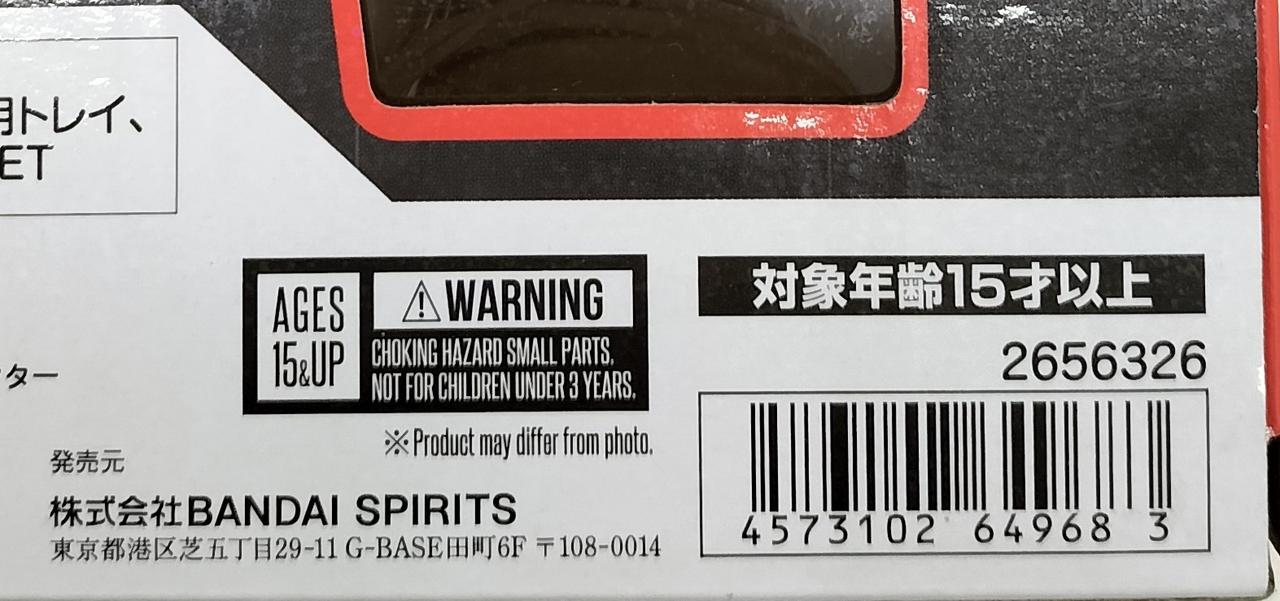 用トレイ、
ET
ター
AGES
15&UP
⚠WARNING
CHOKING HAZARD SMALL PARTS.
NOT FOR CHILDREN UNDER 3 YEARS.
※Product may differ from photo.
対象年齢15才以上
2656326
4573102 64968 3
発売元
株式会社BANDAI SPIRITS
東京都港区芝五丁目29-11 G-BASE田町6F 〒108-0014